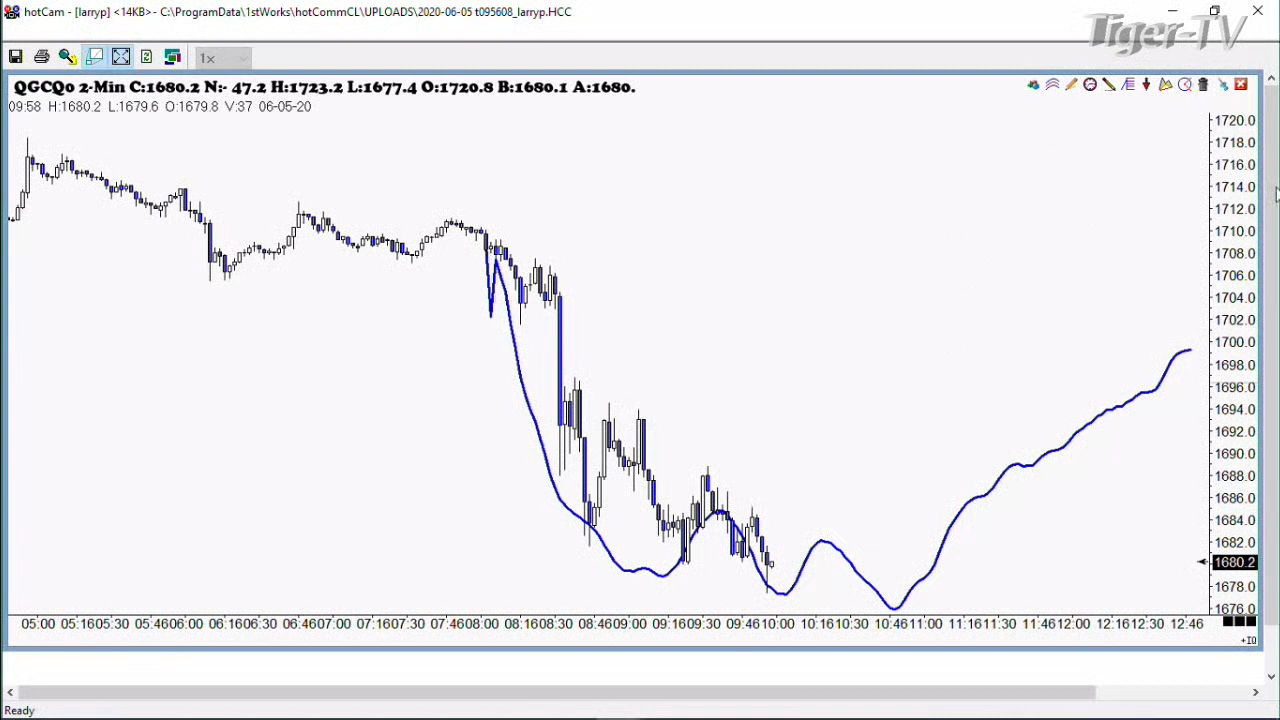 hotCam - [larryp] <14KB> - C:\ProgramData\1stWorks\hotCommCL\UPLOADS\2020-06-05 t095608_larryp.HCC
Tiger-TV
1x
QGCQ0 2-Min C:1680.2 N:- 47.2 H:1723.2 L:1677.4 O:1720.8 B:1680.1 A:1680.
09:58 H:1680.2 L:1679.6 O:1679.8 V:37 06-05-20
1720.0
1718.0
1716.0
1714.0
1712.0
1710.0
1708.0
1706.0
1704.0
1702.0
1700.0
1698.0
1696.0
1694.0
1692.0
1690.0
1688.0
1686.0
1684.0
1682.0
1680.2
1678.0
1676.0
05:00 05:16 05:30 05:46 06:00 06:16 06:30 06:46 07:00 07:16 07:30 07:46 08:00 08:16 08:30 08:46 09:00 09:16 09:30 09:46 10:00 10:16 10:30 10:46 11:00 11:16 11:30 11:46 12:00 12:16 12:30 12:46
+IQ
Ready